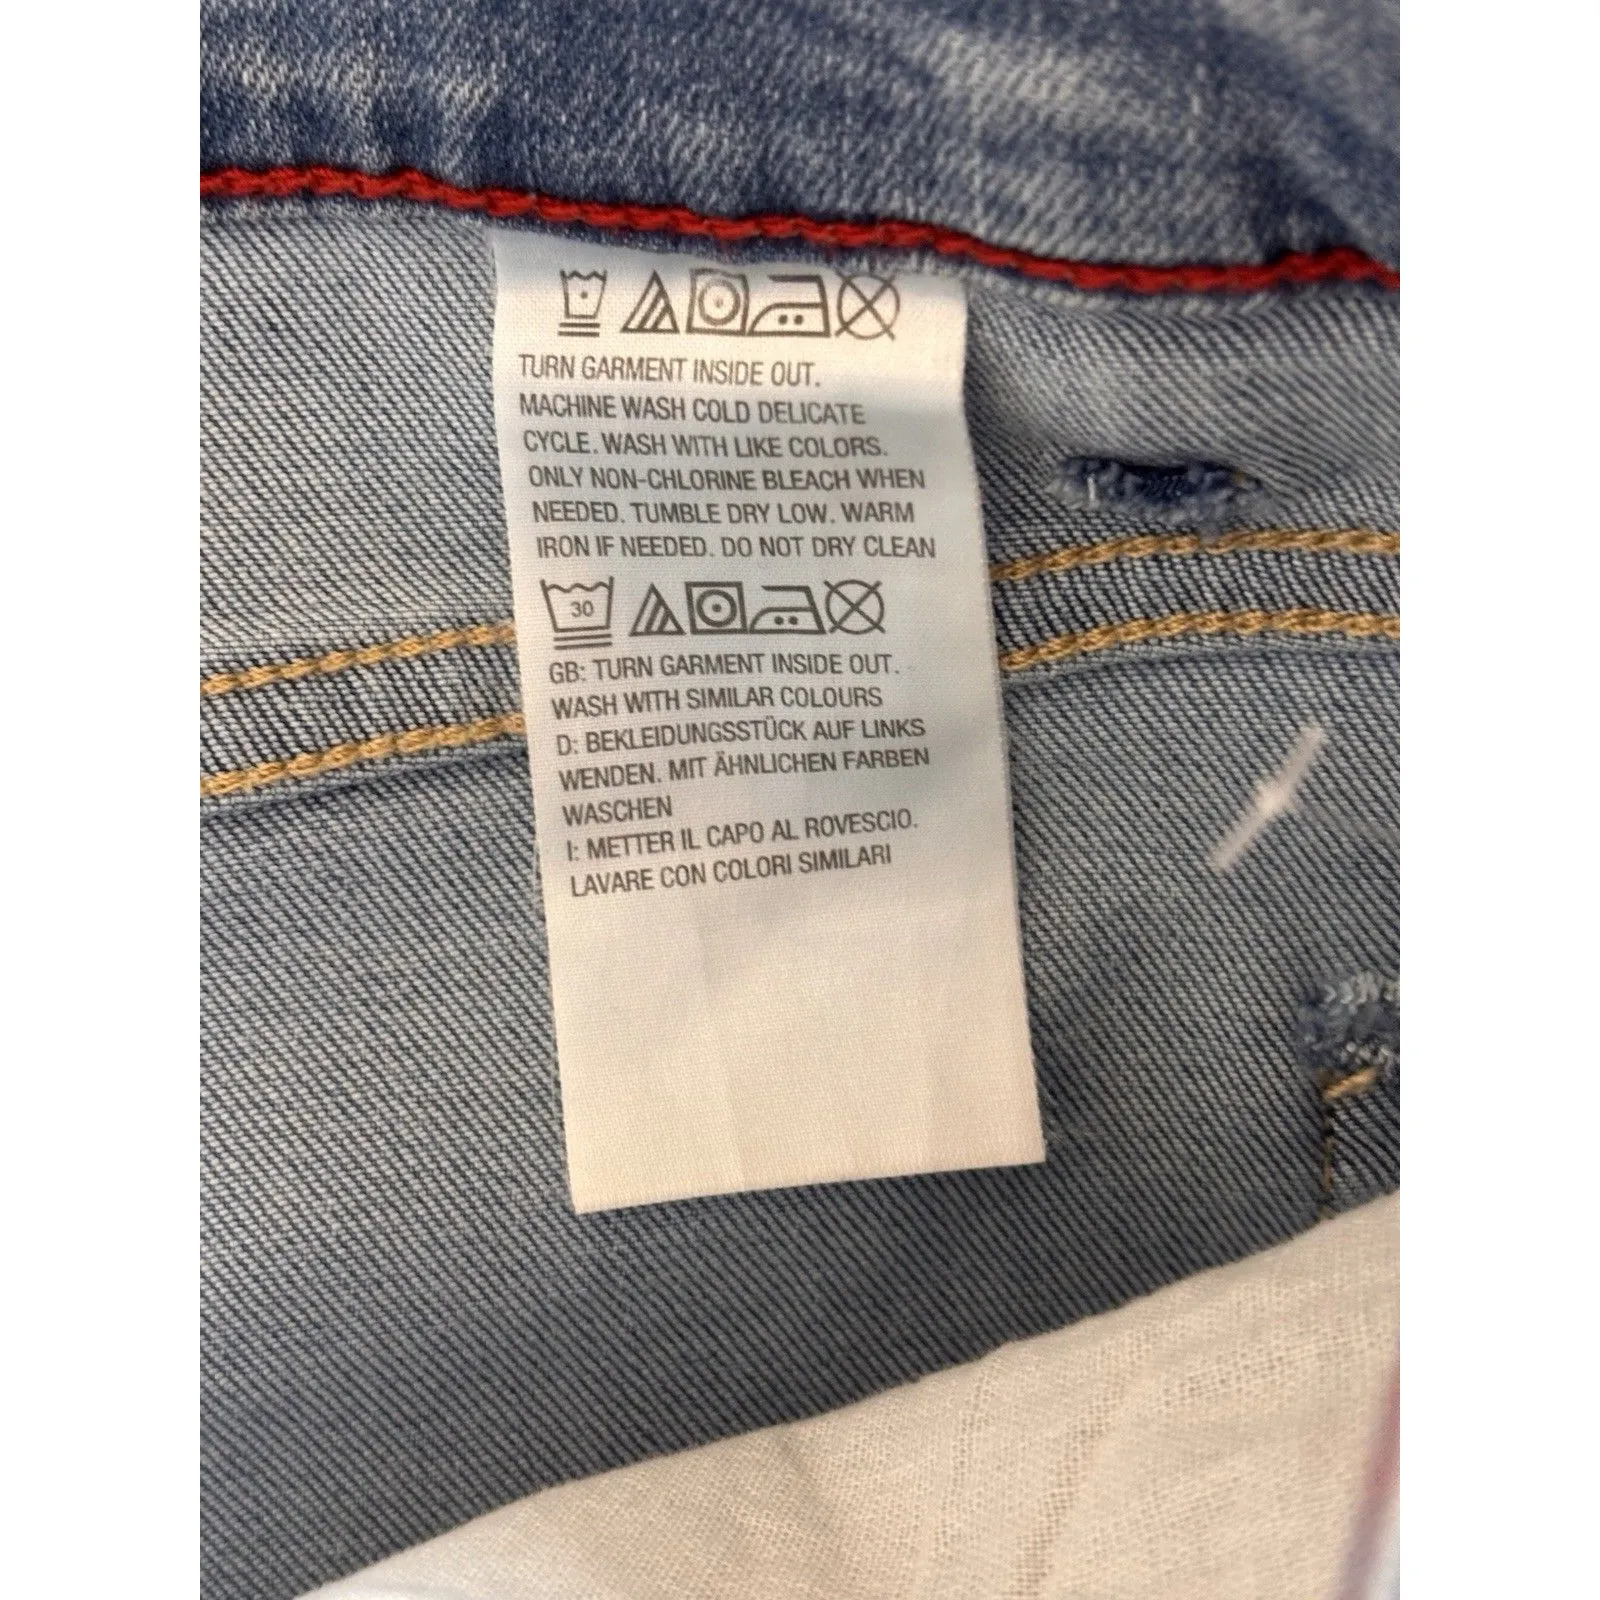 TURN GARMENT INSIDE OUT.
MACHINE WASH COLD DELICATE
CYCLE. WASH WITH LIKE COLORS.
ONLY NON-CHLORINE BLEACH WHEN
NEEDED. TUMBLE DRY LOW. WARM
IRON IF NEEDED. DO NOT DRY CLEAN
30
GB: TURN GARMENT INSIDE OUT.
WASH WITH SIMILAR COLOURS
D: BEKLEIDUNGSSTÜCK AUF LINKS
WENDEN. MIT ÄHNLICHEN FARBEN
WASCHEN
I: METTER IL CAPO AL ROVESCIO.
LAVARE CON COLORI SIMILARI